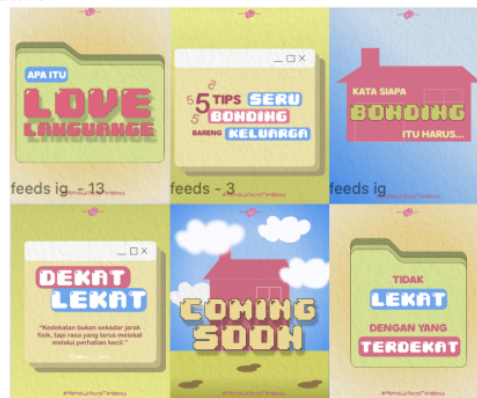 APA ITU
LOVE
LANGUANGE
feeds ig - 13
5 TIPS SERU
BONDING
BARENG KELUARGA
feeds - 3
KATA SIAPA
BONDING
ITU HARUS...
feeds ig
DEKAT
LEKAT
"Kedekatan bukan sekadar jarak
fisik, tapi rasa yang terus melekat
melalui perhatian kecil."
COMING
SOON
TIDAK
LEKAT
DENGAN YANG
TERDEKAT